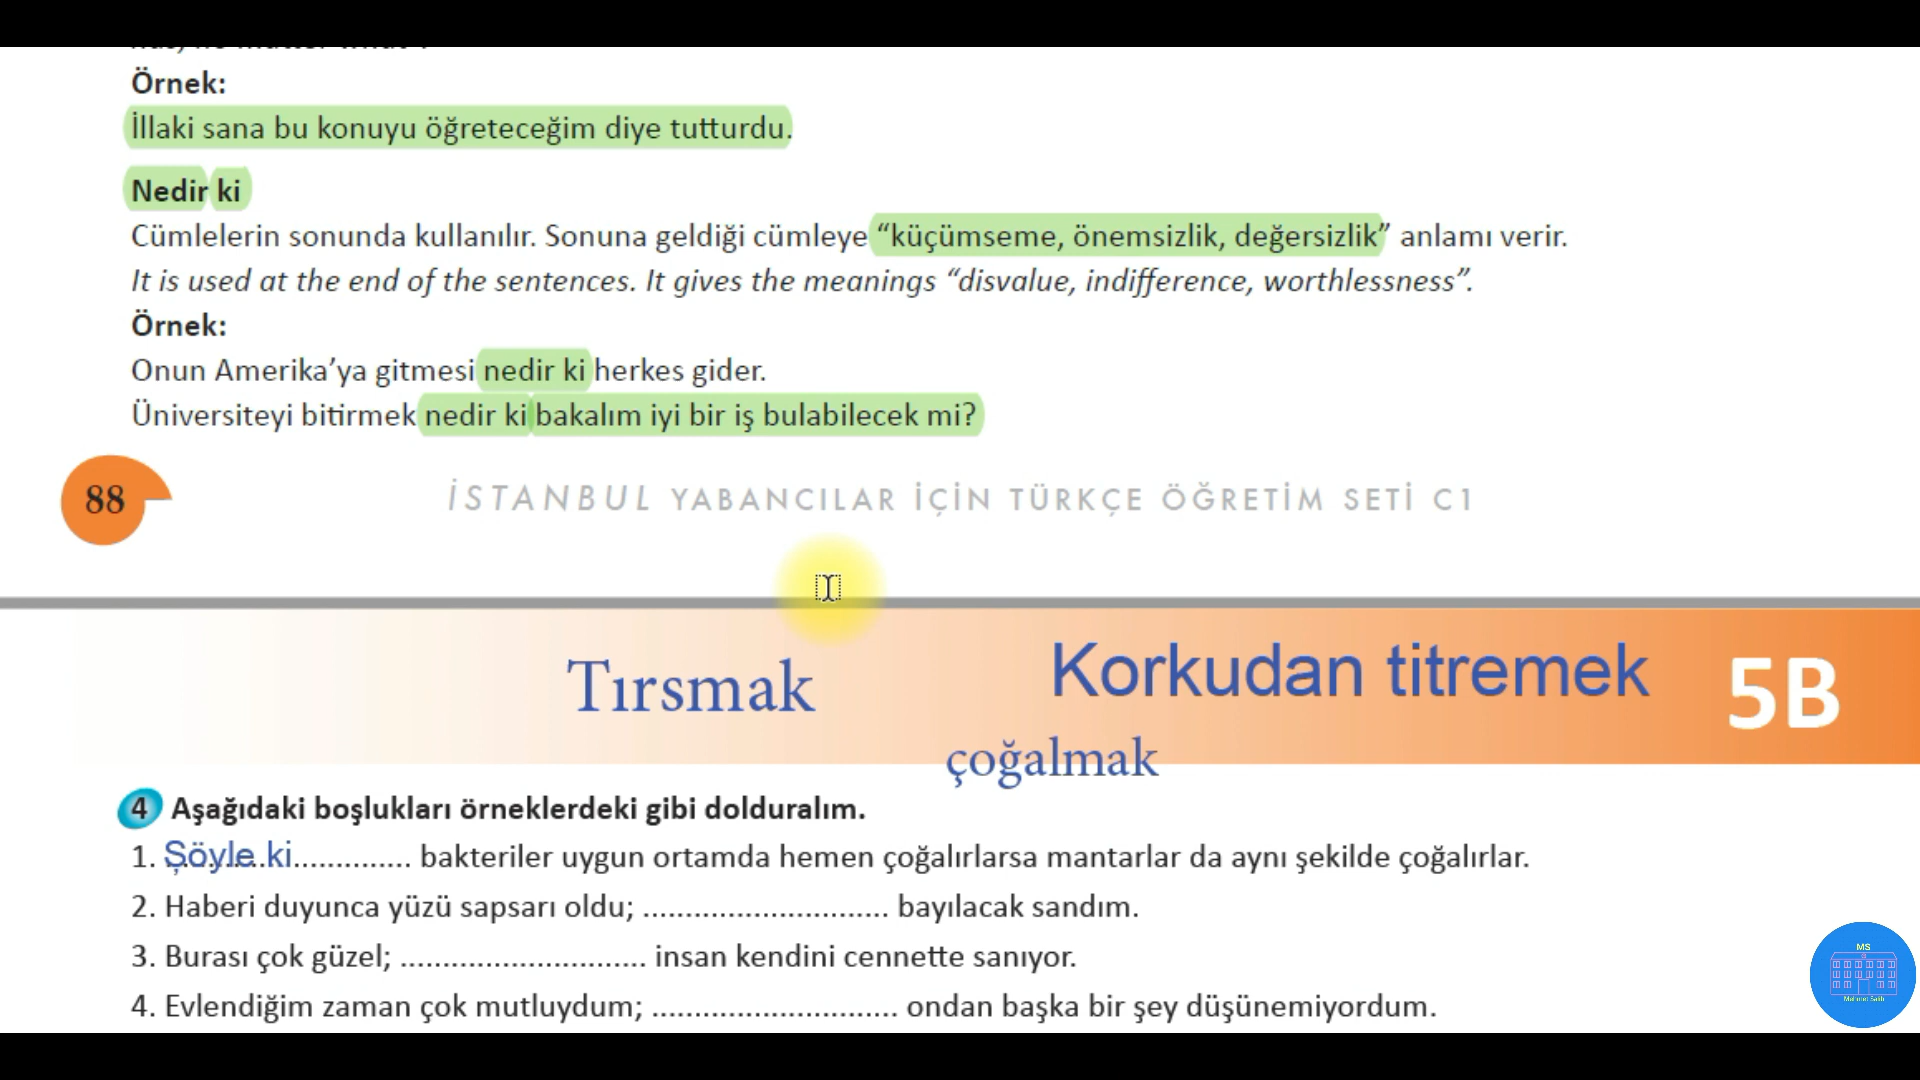 Örnek:
İllaki sana bu konuyu öğreteceğim diye tutturdu.
Nedir ki
Cümlelerin sonunda kullanılır. Sonuna geldiği cümleye “küçümseme, önemsizlik, değersizlik” anlamı verir.
It is used at the end of the sentences. It gives the meanings “disvalue, indifference, worthlessness”.
Örnek:
Onun Amerika’ya gitmesi nedir ki herkes gider.
Üniversiteyi bitirmek nedir ki bakalım iyi bir iş bulabilecek mi?
88 İSTANBUL YABANCILAR İÇİN TÜRKÇE ÖĞRETİM SETİ C1
Tırsmak Korkudan titremek 5B
çoğalmak
4 Aşağıdaki boşlukları örneklerdeki gibi dolduralım.
1. Şöyle ki.............. bakteriler uygun ortamda hemen çoğalırlarsa mantarlar da aynı şekilde çoğalırlar.
2. Haberi duyunca yüzü sapsarı oldu; ............................ bayılacak sandım.
3. Burası çok güzel; ............................ insan kendini cennette sanıyor.
4. Evlendiğim zaman çok mutluydum; ............................ ondan başka bir şey düşünemiyordum.
MS
Mehmet Salih